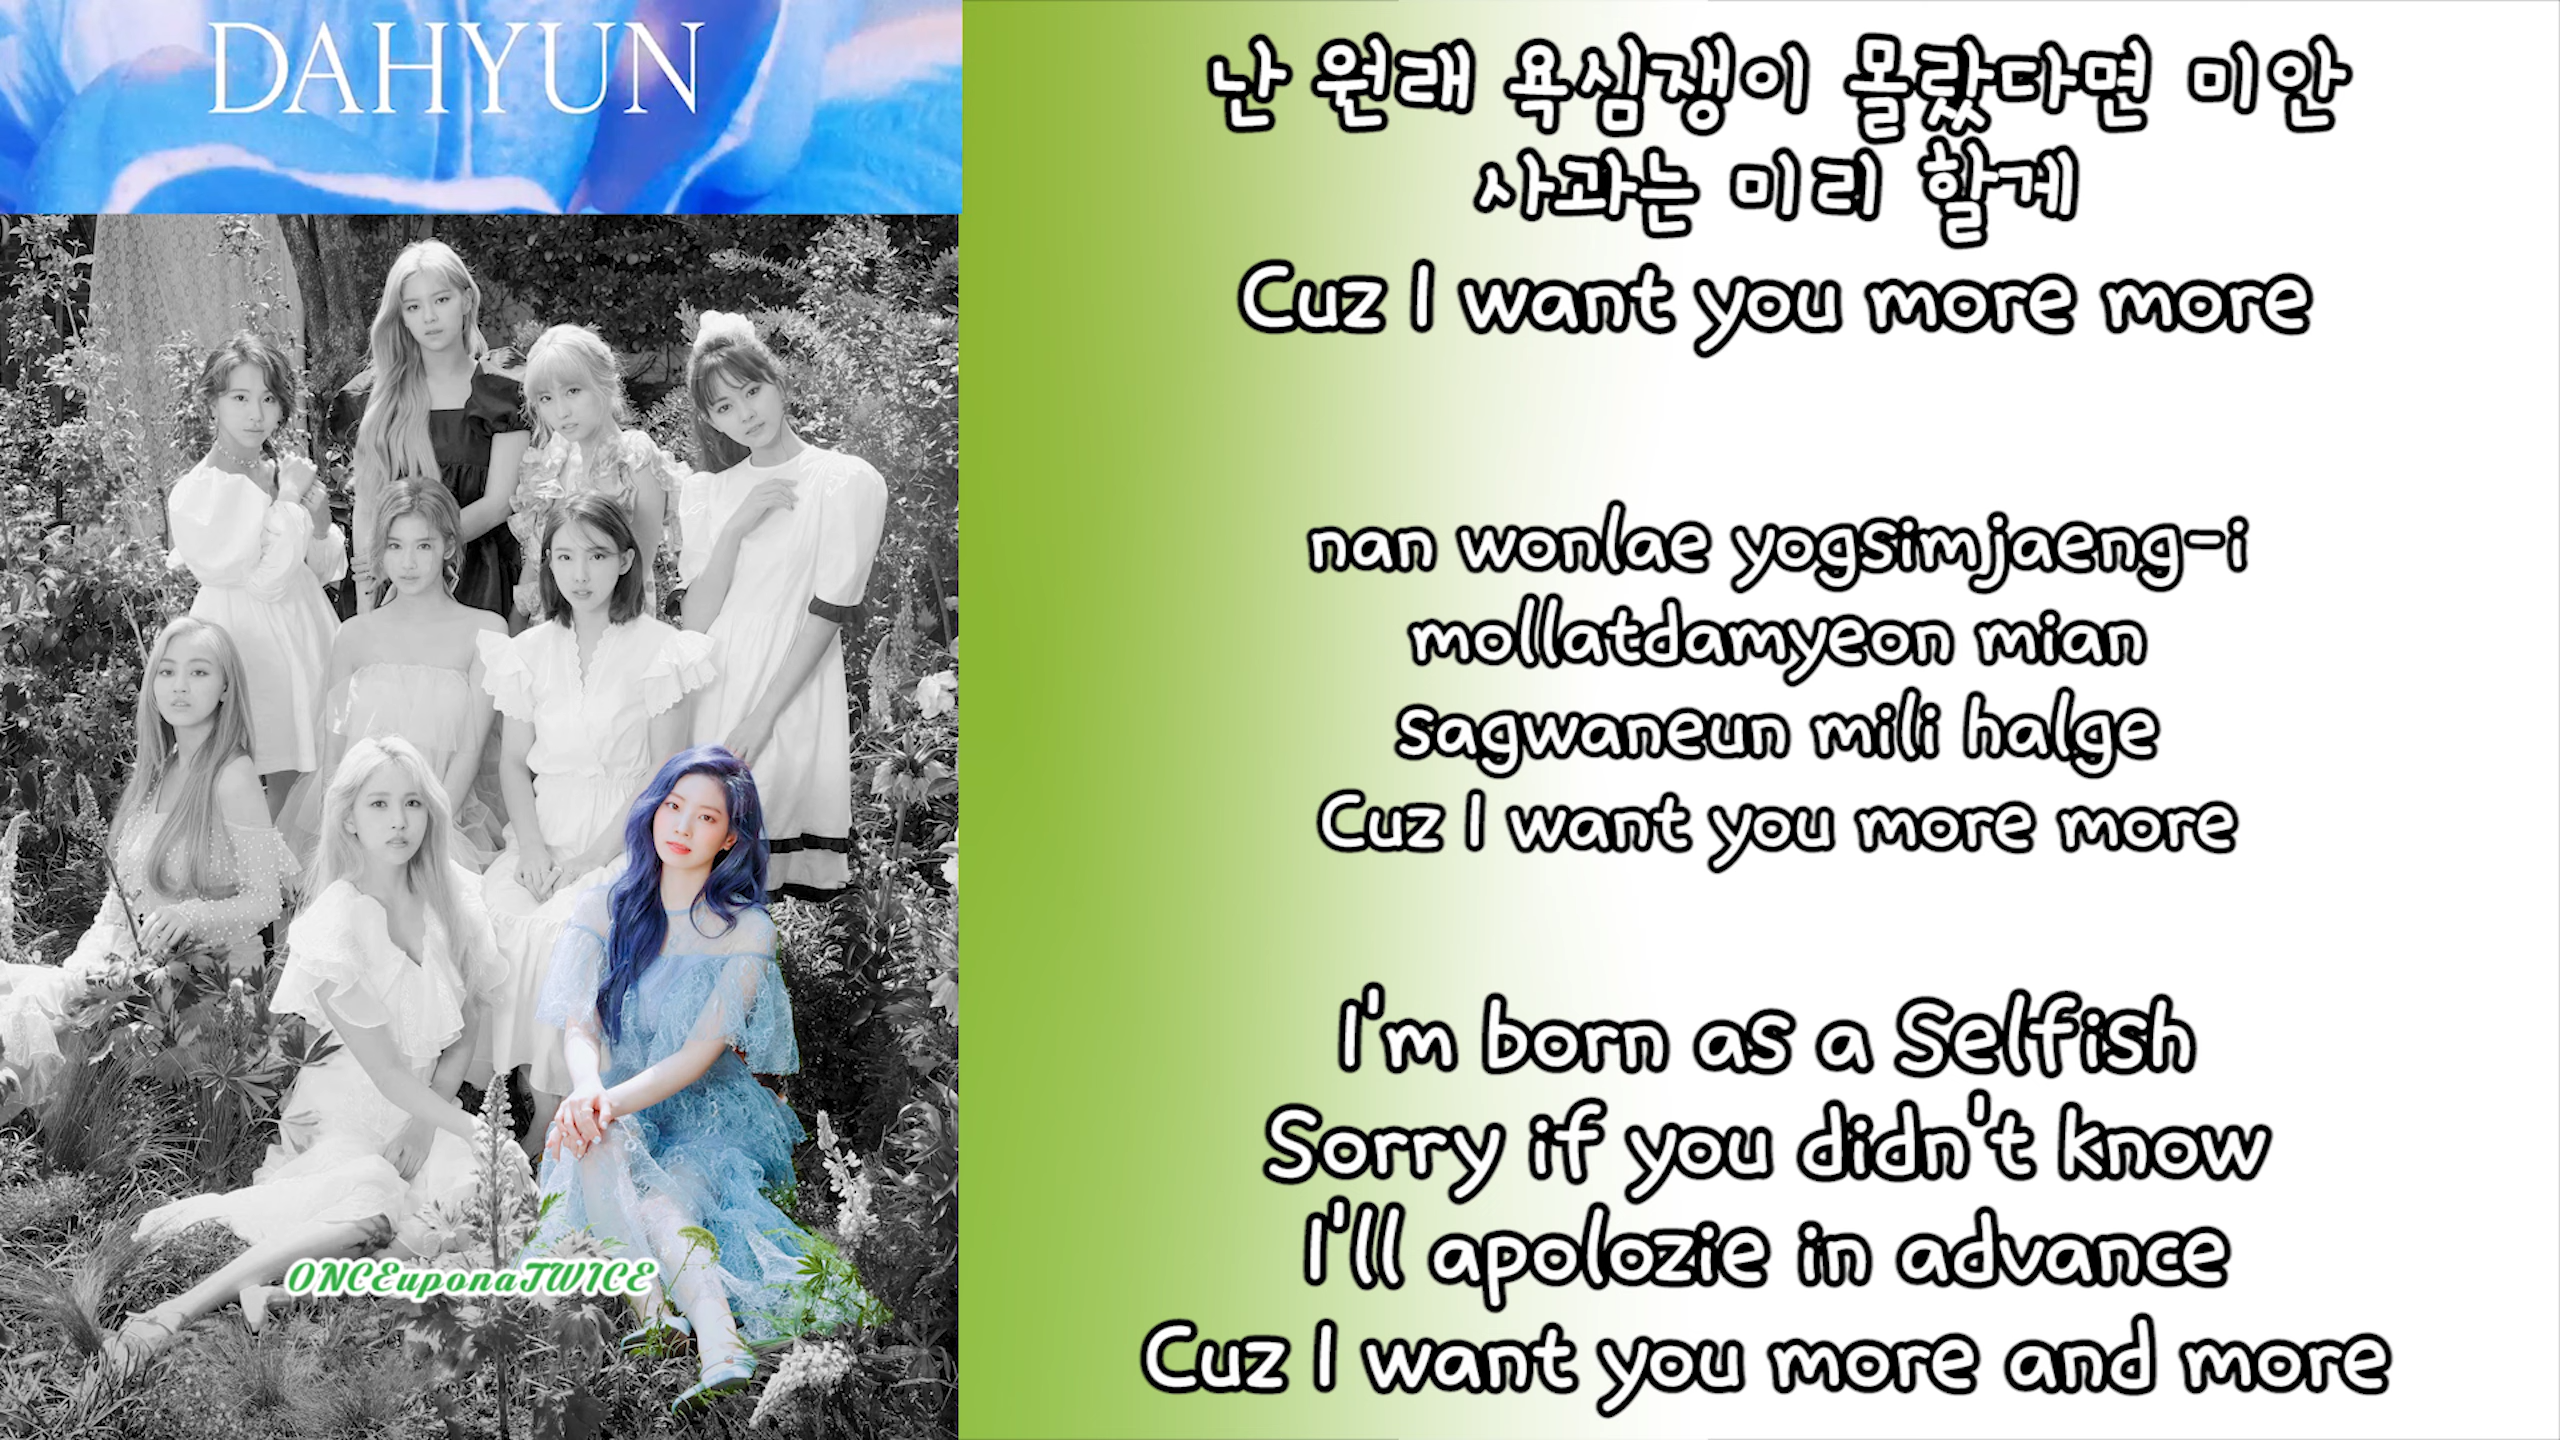 DAHYUN
난 원래 욕심쟁이 몰랐다면 미안
사과는 미리 할게
Cuz I want you more more
nan wonlae yogsimjaeng-i
mollatdamyeon mian
sagwaneun mili halge
Cuz I want you more more
I'm born as a Selfish
Sorry if you didn't know
I'll apolozie in advance
Cuz I want you more and more
ONCEuponaTWICE